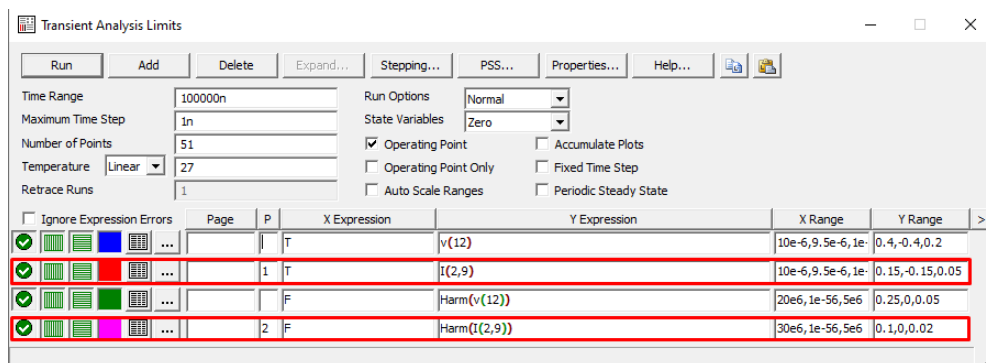 Transient Analysis Limits
Run Add Delete Expand... Stepping... PSS... Properties... Help...
Time Range 100000n Run Options Normal
Maximum Time Step 1n State Variables Zero
Number of Points 51 Operating Point Accumulate Plots
Temperature Linear 27 Operating Point Only Fixed Time Step
Retrace Runs 1 Auto Scale Ranges Periodic Steady State
Ignore Expression Errors Page P X Expression Y Expression X Range Y Range >
... T v(12) 10e-6,9.5e-6,1e- 0.4,-0.4,0.2
... 1 T I(2,9) 10e-6,9.5e-6,1e- 0.15,-0.15,0.05
... F Harm(v(12)) 20e6,1e-56,5e6 0.25,0,0.05
... 2 F Harm(I(2,9)) 30e6,1e-56,5e6 0.1,0,0.02